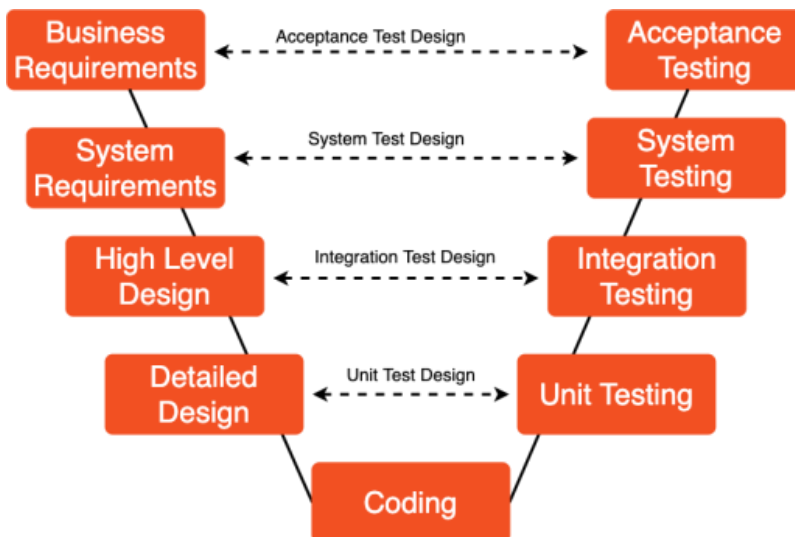 Business
Requirements
Acceptance Test Design
Acceptance
Testing
System
Requirements
System Test Design
System
Testing
High Level
Design
Integration Test Design
Integration
Testing
Detailed
Design
Unit Test Design
Unit Testing
Coding